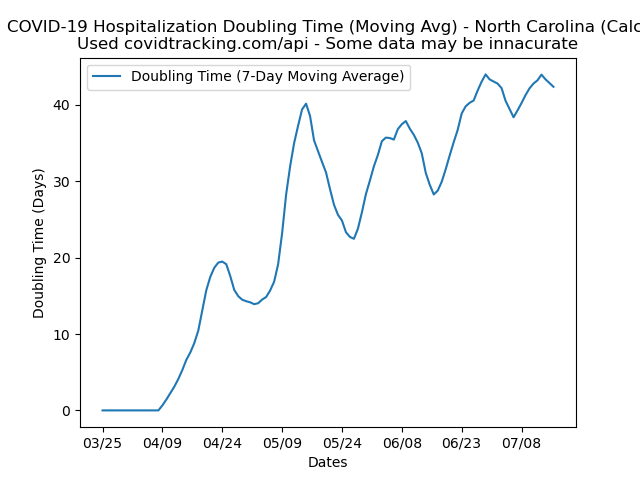 COVID-19 Hospitalization Doubling Time (Moving Avg) - North Carolina
Used covidtracking.com/api - Some data may be innacurate
Doubling Time (7-Day Moving Average)
Doubling Time (Days)
40
30
20
10
0
03/25 04/09 04/24 05/09 05/24 06/08 06/23 07/08
Dates